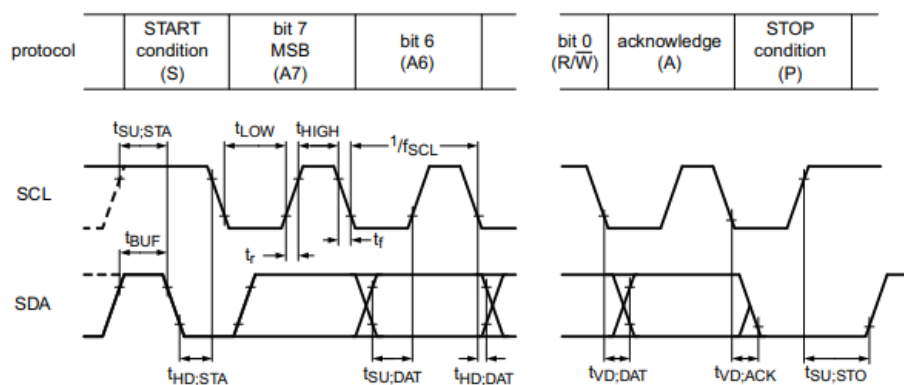 protocol
START
condition
(S)
bit 7
MSB
(A7)
bit 6
(A6)
bit 0
(R/W̅)
acknowledge
(A)
STOP
condition
(P)
tSU;STA
tLOW
tHIGH
1/fSCL
SCL
tBUF
tr
tf
SDA
tHD;STA
tSU;DAT
tHD;DAT
tVD;DAT
tVD;ACK
tSU;STO